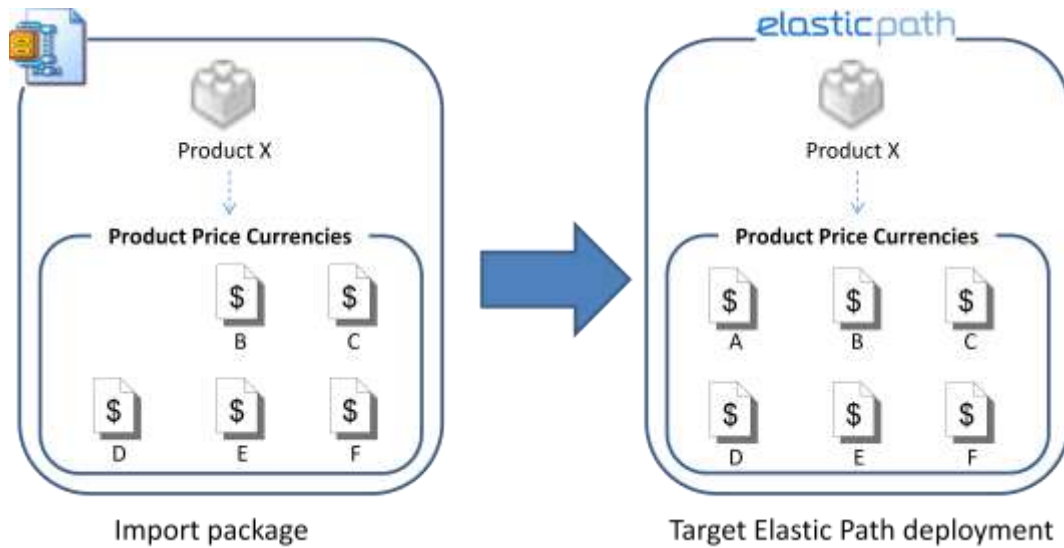 elasticpath
Product X
Product X
Product Price Currencies
Product Price Currencies
$ $
B C
$ $ $
D E F
$ $ $
A B C
$ $ $
D E F
Import package
Target Elastic Path deployment